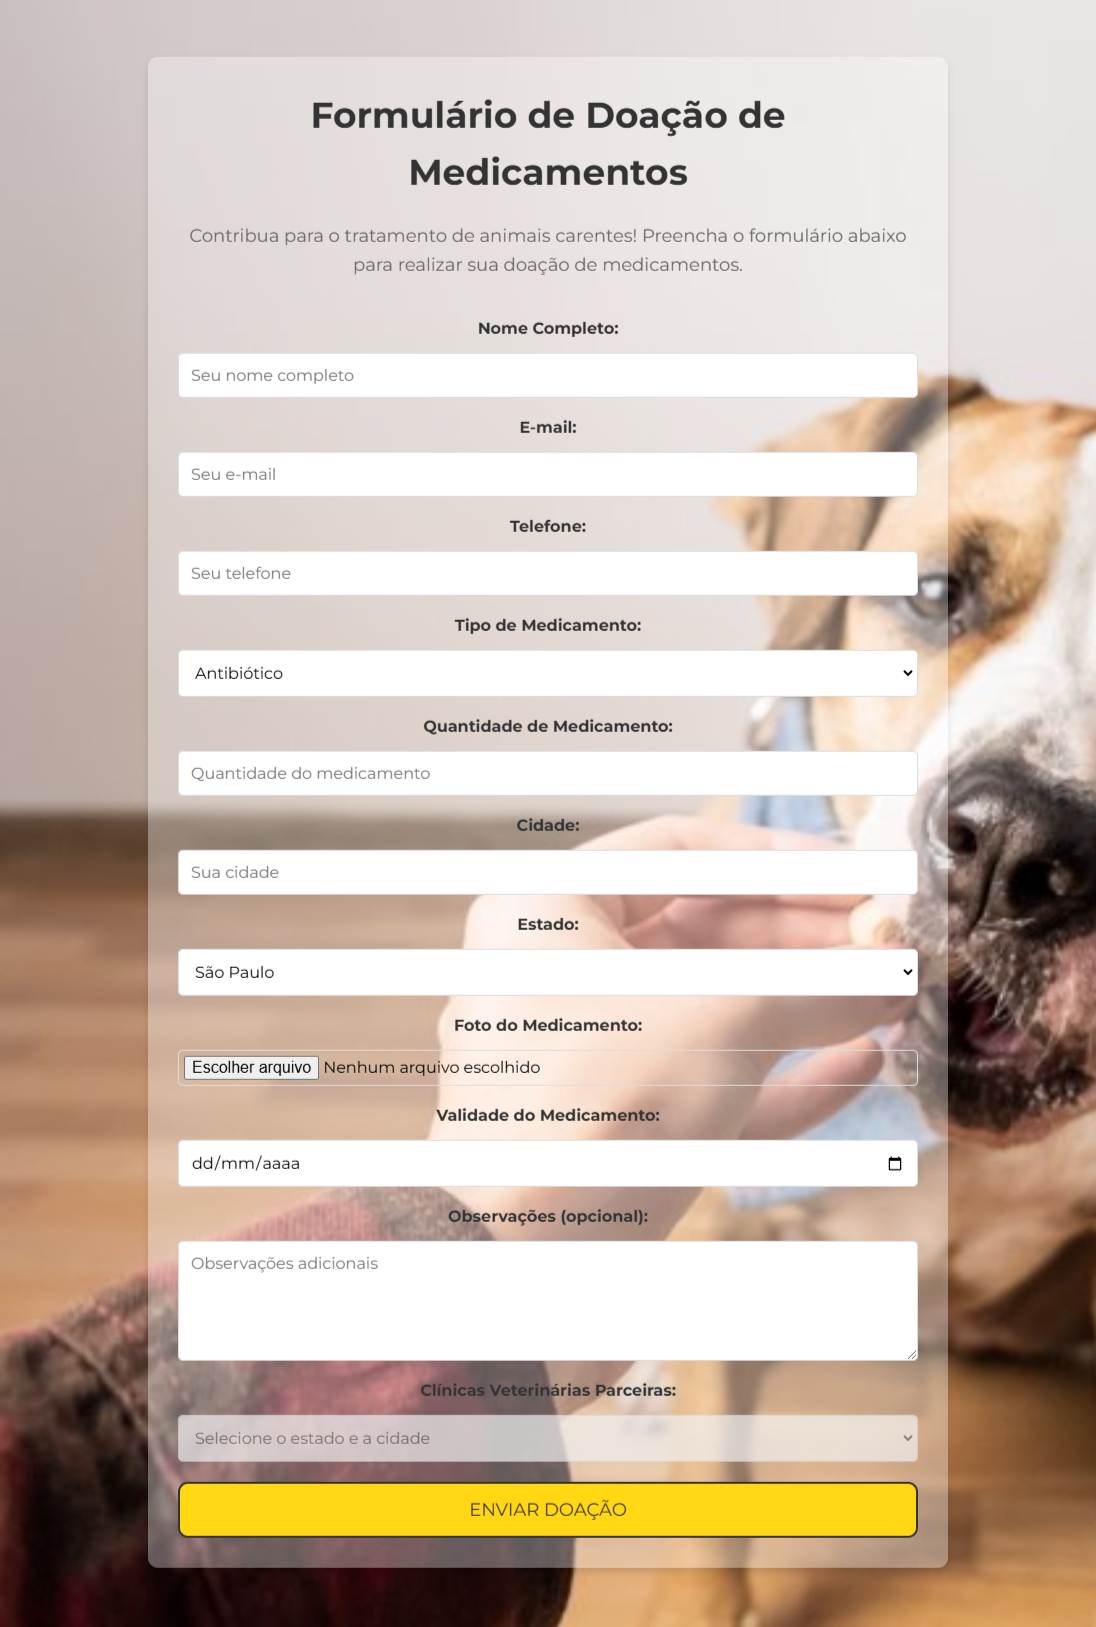 Formulário de Doação de
Medicamentos
Contribua para o tratamento de animais carentes! Preencha o formulário abaixo
para realizar sua doação de medicamentos.
Nome Completo:
Seu nome completo
E-mail:
Seu e-mail
Telefone:
Seu telefone
Tipo de Medicamento:
Antibiótico
Quantidade de Medicamento:
Quantidade do medicamento
Cidade:
Sua cidade
Estado:
São Paulo
Foto do Medicamento:
Escolher arquivo Nenhum arquivo escolhido
Validade do Medicamento:
dd/mm/aaaa
Observações (opcional):
Observações adicionais
Clínicas Veterinárias Parceiras:
Selecione o estado e a cidade
ENVIAR DOAÇÃO